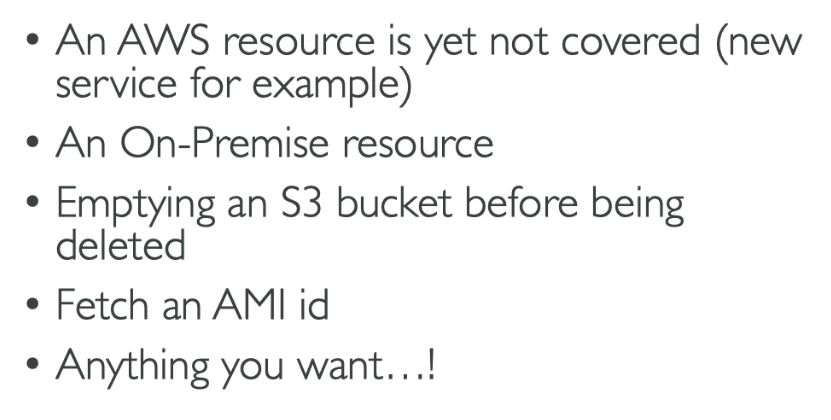 • An AWS resource is yet not covered (new
service for example)
• An On-Premise resource
• Emptying an S3 bucket before being
deleted
• Fetch an AMI id
• Anything you want…!